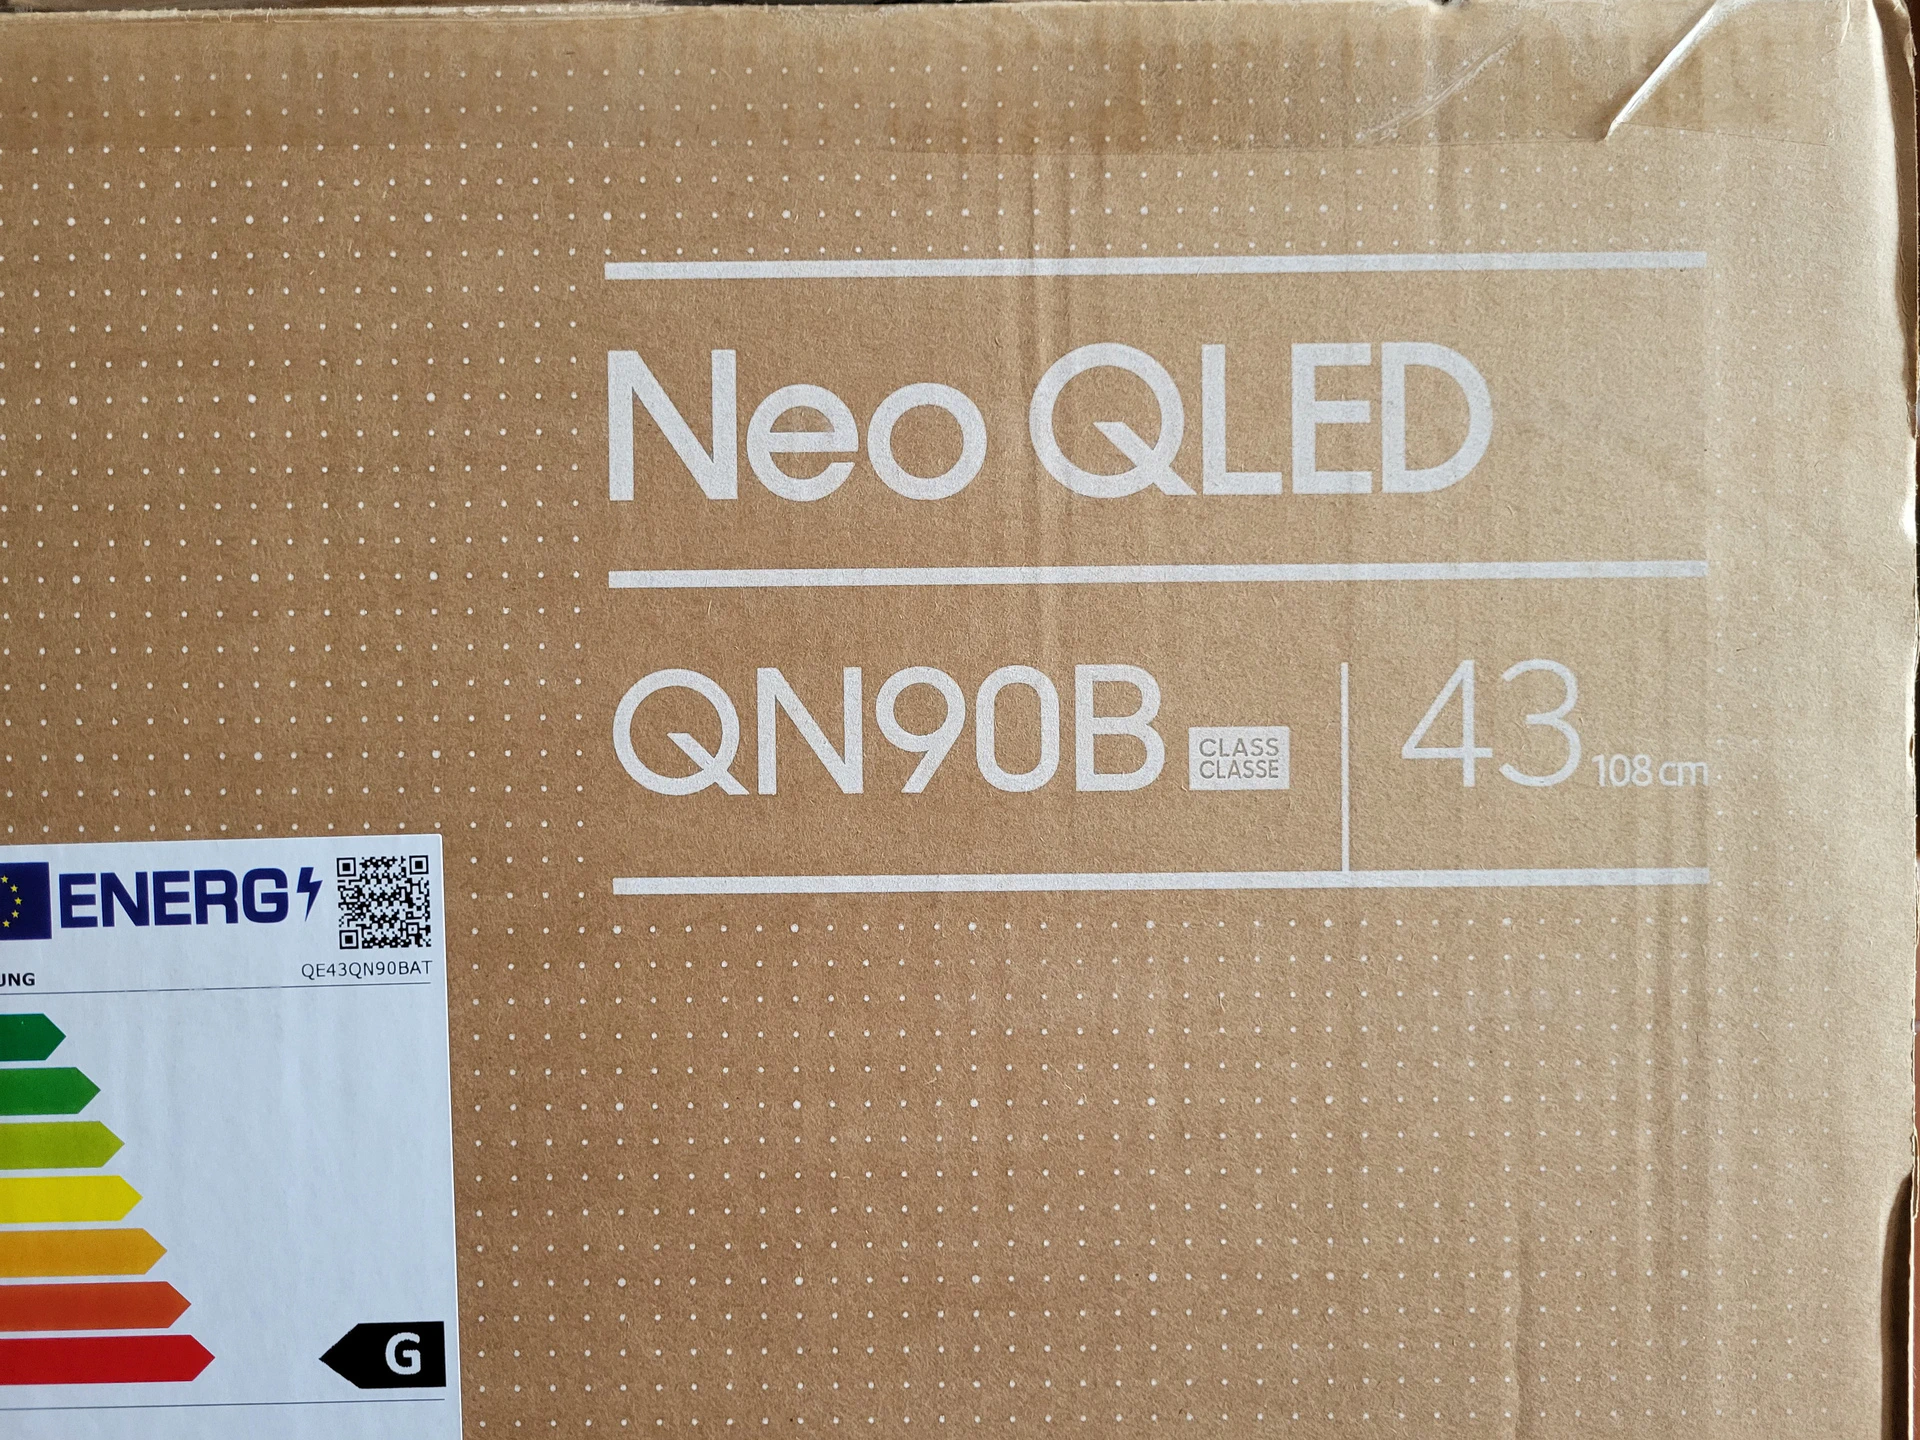 Neo QLED
QN90B CLASS
CLASSE
43 108 cm
ENERG
UNG QE43QN90BAT
G